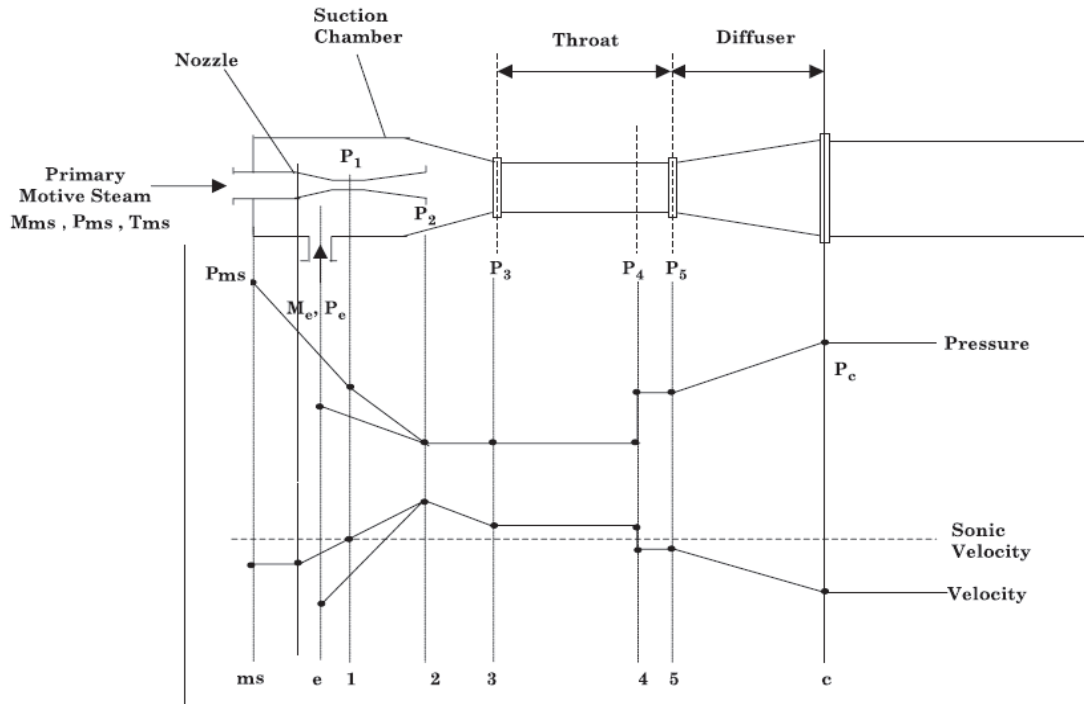 Suction
Chamber
Throat
Diffuser
Nozzle
P1
Primary
Motive Steam
Mms , Pms , Tms
P2
Pms
P3
P4
P5
Me, Pe
Pressure
Pc
Sonic
Velocity
Velocity
ms e 1 2 3 4 5 c